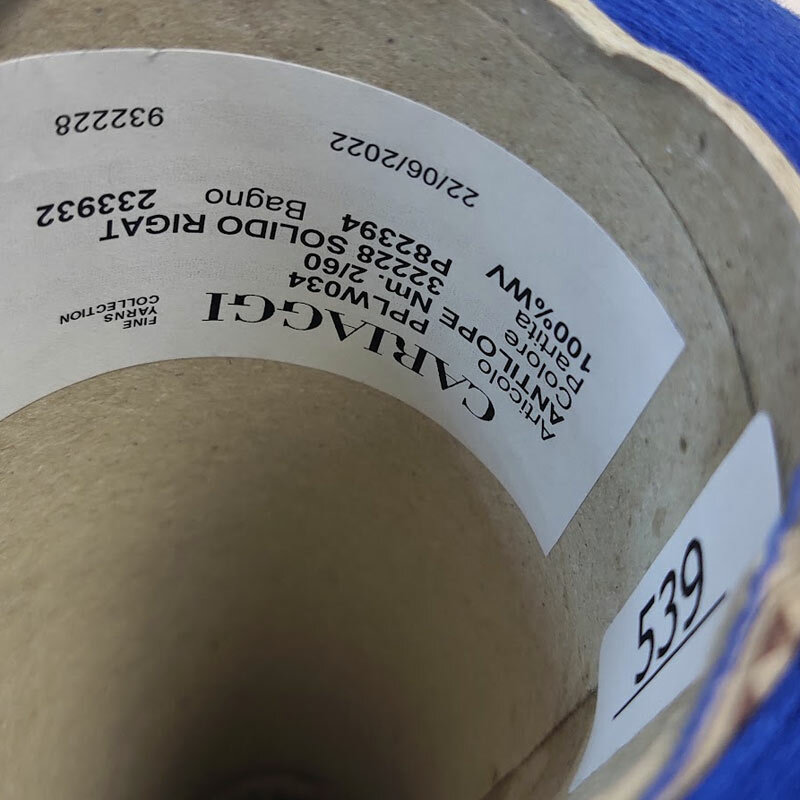 CARIAGGI FINE
YARNS
COLLECTION
Articolo PPLW034
ANTILOPE Nm. 2/60
Colore 32228 SOLIDO RIGAT
Partita P82394 Bagno 233932
100%WV
22/06/2022 932228
539